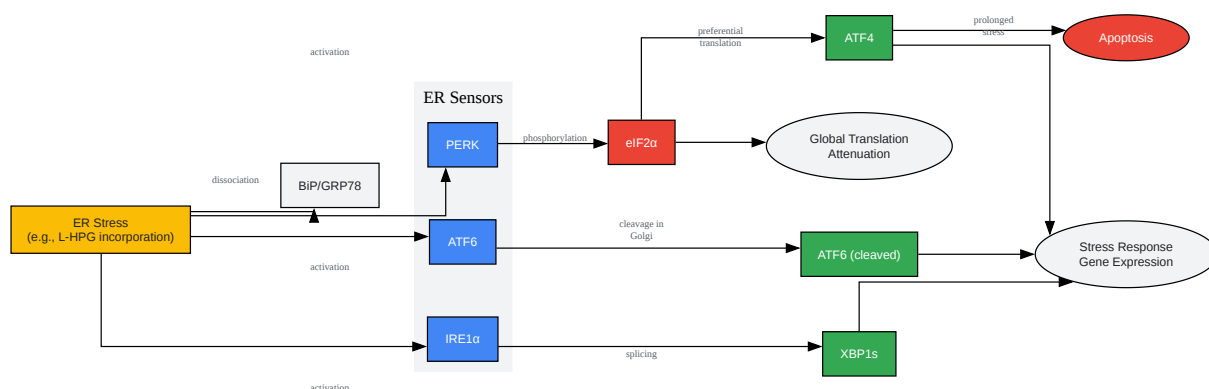 ATF4
prolonged
stress
Apoptosis
preferential
translation
activation
ER Sensors
PERK
phosphorylation
eIF2α
Global Translation
Attenuation
dissociation
BiP/GRP78
ER Stress
(e.g., L-HPG incorporation)
ATF6
cleavage in
Golgi
ATF6 (cleaved)
Stress Response
Gene Expression
activation
IRE1α
splicing
XBP1s
activation